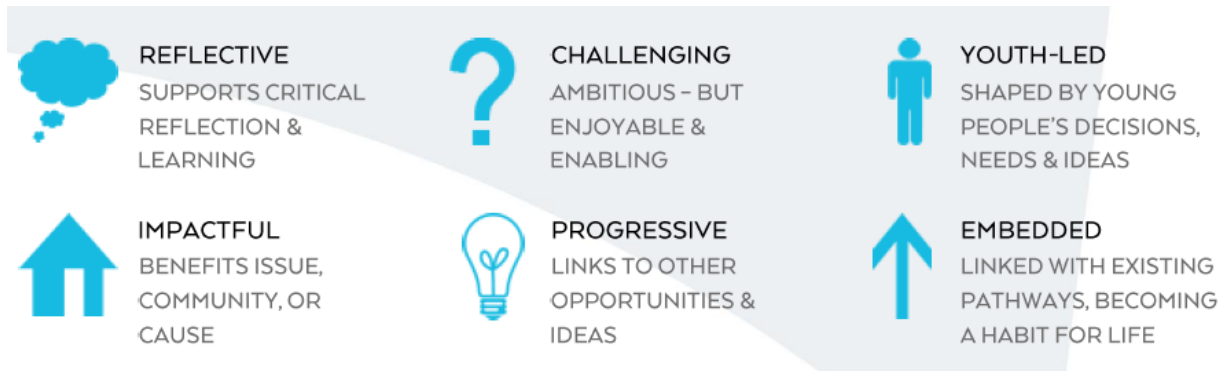 REFLECTIVE
SUPPORTS CRITICAL
REFLECTION &
LEARNING
CHALLENGING
AMBITIOUS – BUT
ENJOYABLE &
ENABLING
YOUTH-LED
SHAPED BY YOUNG
PEOPLE'S DECISIONS,
NEEDS & IDEAS
IMPACTFUL
BENEFITS ISSUE,
COMMUNITY, OR
CAUSE
PROGRESSIVE
LINKS TO OTHER
OPPORTUNITIES &
IDEAS
EMBEDDED
LINKED WITH EXISTING
PATHWAYS, BECOMING
A HABIT FOR LIFE